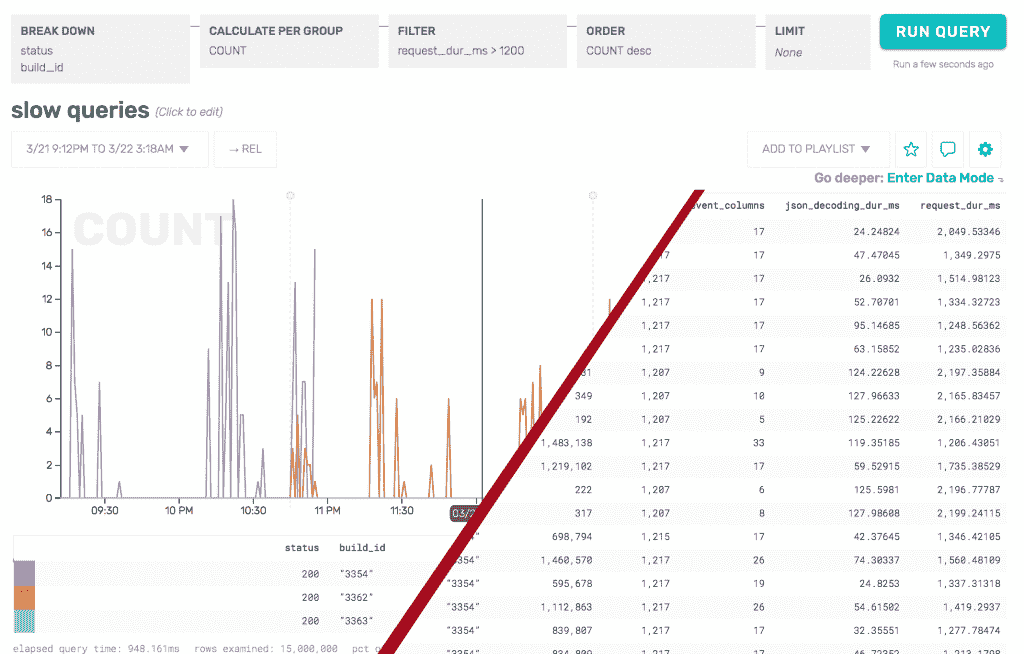 BREAK DOWN
status
build_id
CALCULATE PER GROUP
COUNT
FILTER
request_dur_ms > 1200
ORDER
COUNT desc
LIMIT
None
RUN QUERY
Run a few seconds ago
slow queries (Click to edit)
3/21 9:12PM TO 3/22 3:18AM
→ REL
ADD TO PLAYLIST
Go deeper: Enter Data Mode
COUNT
18
16
14
12
10
8
6
4
2
0
09:30 10 PM 10:30 11 PM 11:30
status build_id
200 "3354"
200 "3362"
200 "3363"
elapsed query time: 948.161ms rows examined: 15,000,000 pct
json_decoding_dur_ms request_dur_ms
17 24.24824 2,049.53346
17 47.47045 1,349.2975
1,217 17 26.0932 1,514.98123
1,217 17 52.70701 1,334.32723
1,217 17 95.14685 1,248.56362
1,217 17 63.15852 1,235.02836
1,207 9 124.22628 2,197.35884
349 1,207 10 127.96633 2,165.83457
192 1,207 5 125.22622 2,166.21029
1,483,138 1,217 33 119.35185 1,206.43051
1,219,102 1,217 17 59.52915 1,735.38529
222 1,207 6 125.5981 2,196.77787
317 1,207 8 127.98608 2,199.24115
698,794 1,215 17 42.37645 1,346.42105
1,460,570 1,217 26 74.30337 1,560.48109
"3354" 595,678 1,217 19 24.8253 1,337.31318
"3354" 1,112,863 1,217 26 54.61502 1,419.2937
"3354" 839,807 1,217 17 32.35551 1,277.78474